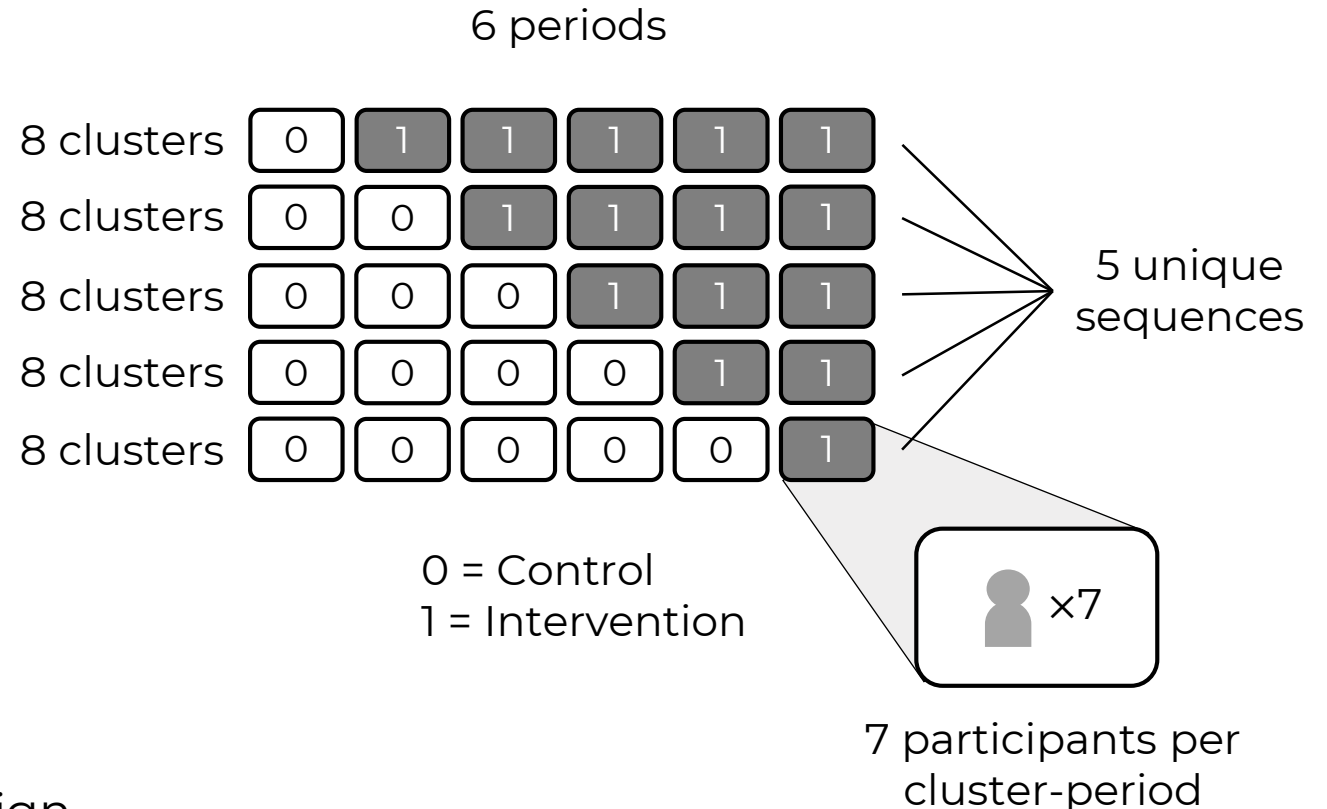 6 periods
8 clusters 0 1 1 1 1 1
8 clusters 0 0 1 1 1 1
8 clusters 0 0 0 1 1 1
8 clusters 0 0 0 0 1 1
8 clusters 0 0 0 0 0 1
5 unique
sequences
0 = Control
1 = Intervention
×7
7 participants per
cluster-period